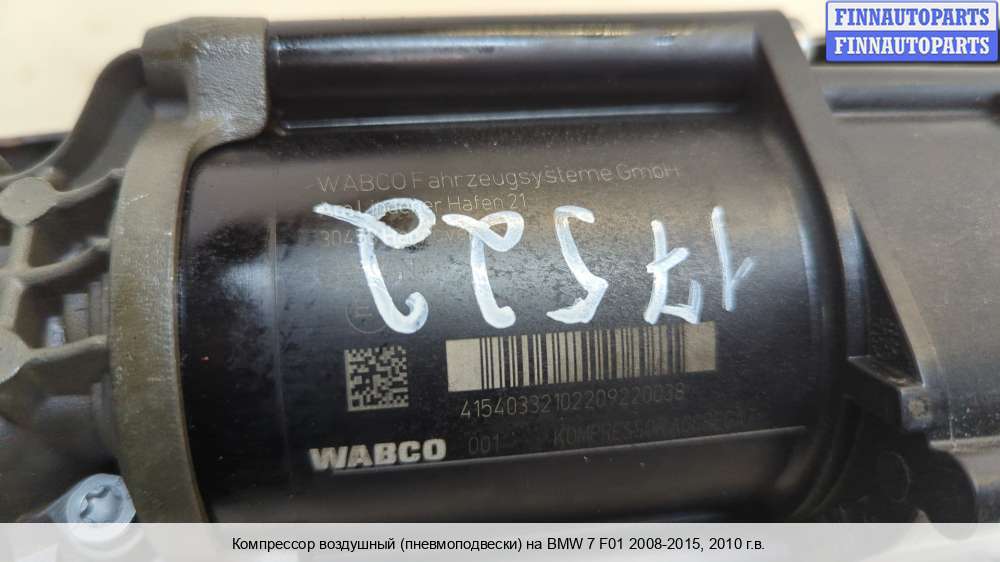 FINNAUTOPARTS
FINNAUTOPARTS
WABCO Fahrzeugsysteme GmbH
Hafen 21
17522
41540332102209220038
WABCO
001
Компрессор воздушный (пневмоподвески) на BMW 7 F01 2008-2015, 2010 г.в.